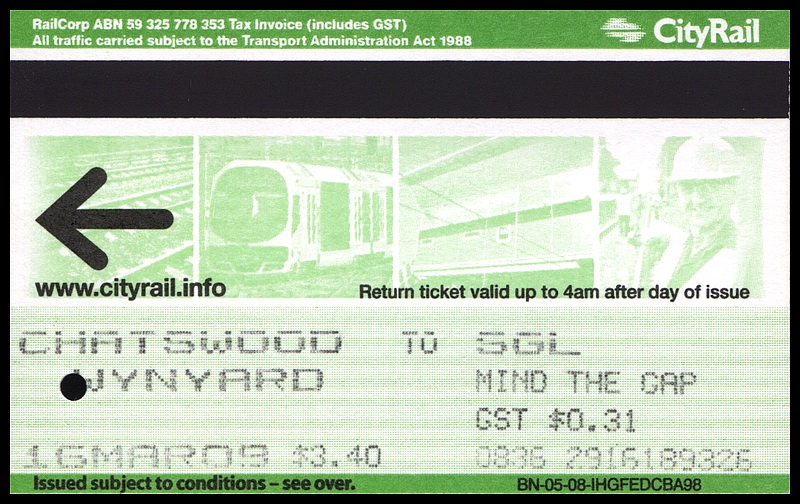 RailCorp ABN 59 325 778 353 Tax Invoice (includes GST)
All traffic carried subject to the Transport Administration Act 1988
CityRail
www.cityrail.info
Return ticket valid up to 4am after day of issue
CHATSWOOD TO SGL
WYNYARD MIND THE GAP
GST $0.31
16MAR09 $3.40 0836 2916189326
Issued subject to conditions – see over.
BN-05-08-IHGFEDCBA98